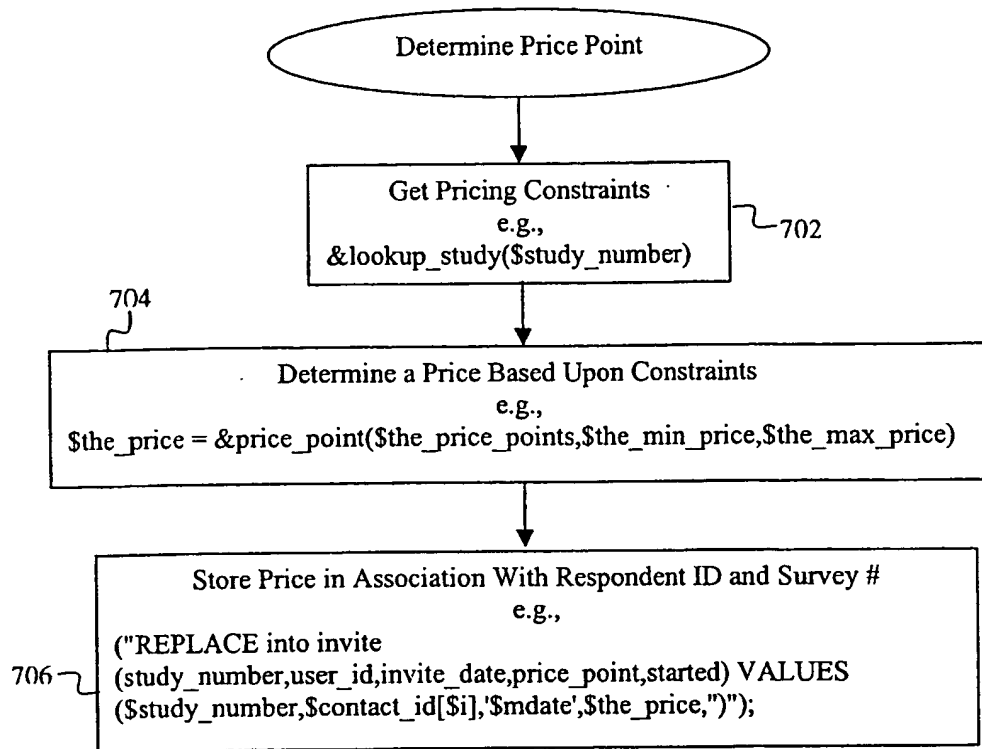 Determine Price Point
Get Pricing Constraints
e.g.,
&lookup_study($study_number)
702
704
Determine a Price Based Upon Constraints
e.g.,
$the_price = &price_point($the_price_points,$the_min_price,$the_max_price)
Store Price in Association With Respondent ID and Survey #
e.g.,
("REPLACE into invite
(study_number,user_id,invite_date,price_point,started) VALUES
($study_number,$contact_id[$i],'$mdate',$the_price,'')");
706